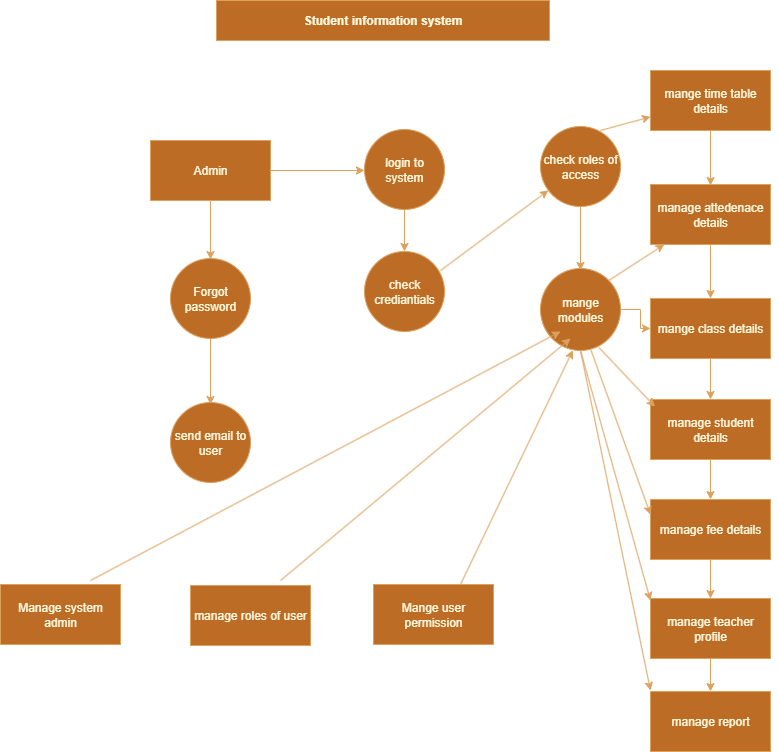 Student information system
mange time table
details
Admin
login to
system
check roles of
access
manage attedenace
details
Forgot
password
check
crediantials
mange
modules
mange class details
send email to
user
manage student
details
manage fee details
Manage system
admin
manage roles of user
Mange user
permission
manage teacher
profile
manage report